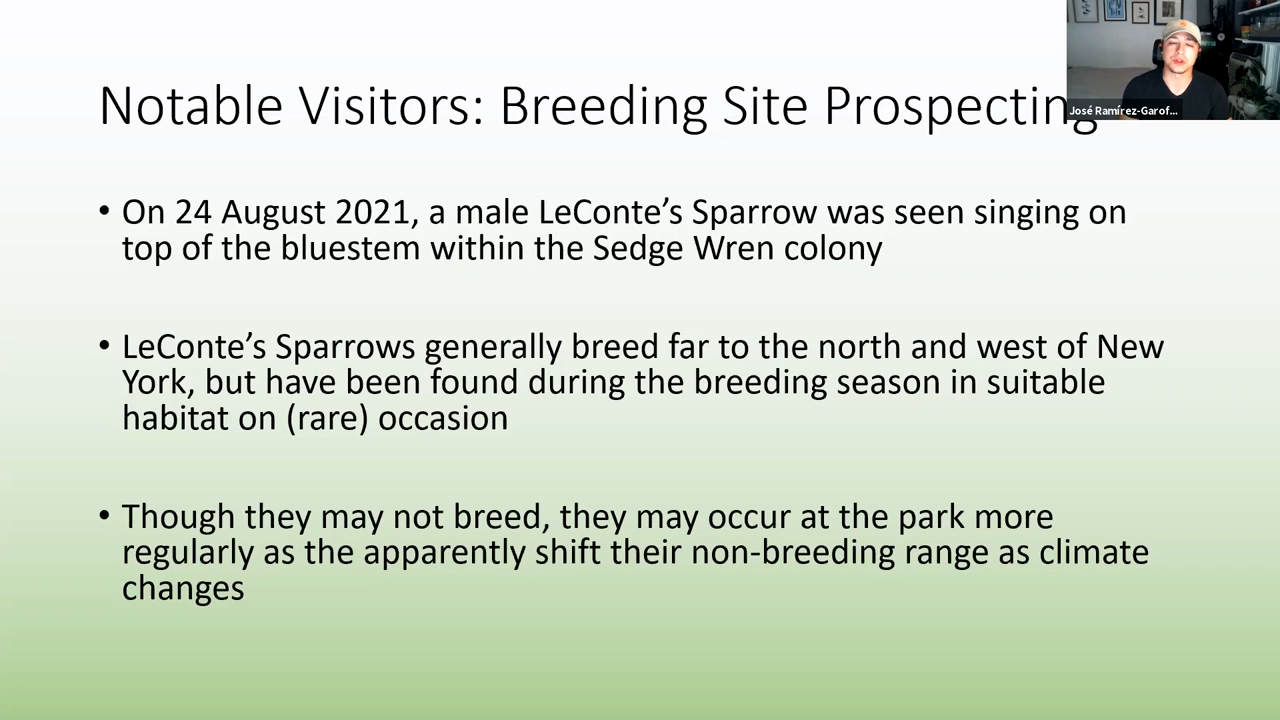 Notable Visitors: Breeding Site Prospecting
José Ramírez-Garof...
• On 24 August 2021, a male LeConte’s Sparrow was seen singing on
top of the bluestem within the Sedge Wren colony
• LeConte’s Sparrows generally breed far to the north and west of New
York, but have been found during the breeding season in suitable
habitat on (rare) occasion
• Though they may not breed, they may occur at the park more
regularly as the apparently shift their non-breeding range as climate
changes